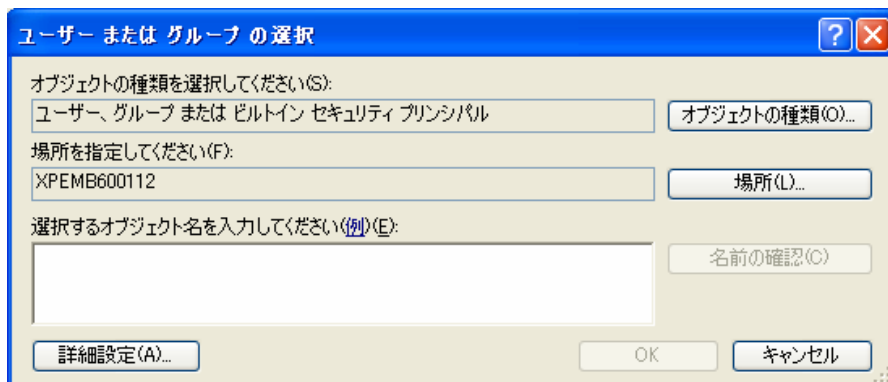 ユーザー または グループ の選択
オブジェクトの種類を選択してください(S):
ユーザー、グループ または ビルトイン セキュリティ プリンシパル
オブジェクトの種類(O)...
場所を指定してください(F):
XPEMB600112
場所(L)...
選択するオブジェクト名を入力してください(例)(E):
名前の確認(C)
詳細設定(A)...
OK
キャンセル